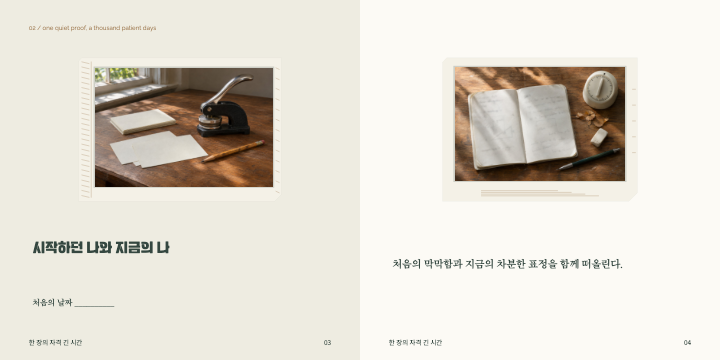 02 / one quiet proof, a thousand patient days
시작하던 나와 지금의 나
처음의 날짜 __________
한 장의 자격 긴 시간
03
처음의 막막함과 지금의 차분한 표정을 함께 떠올린다.
한 장의 자격 긴 시간
04